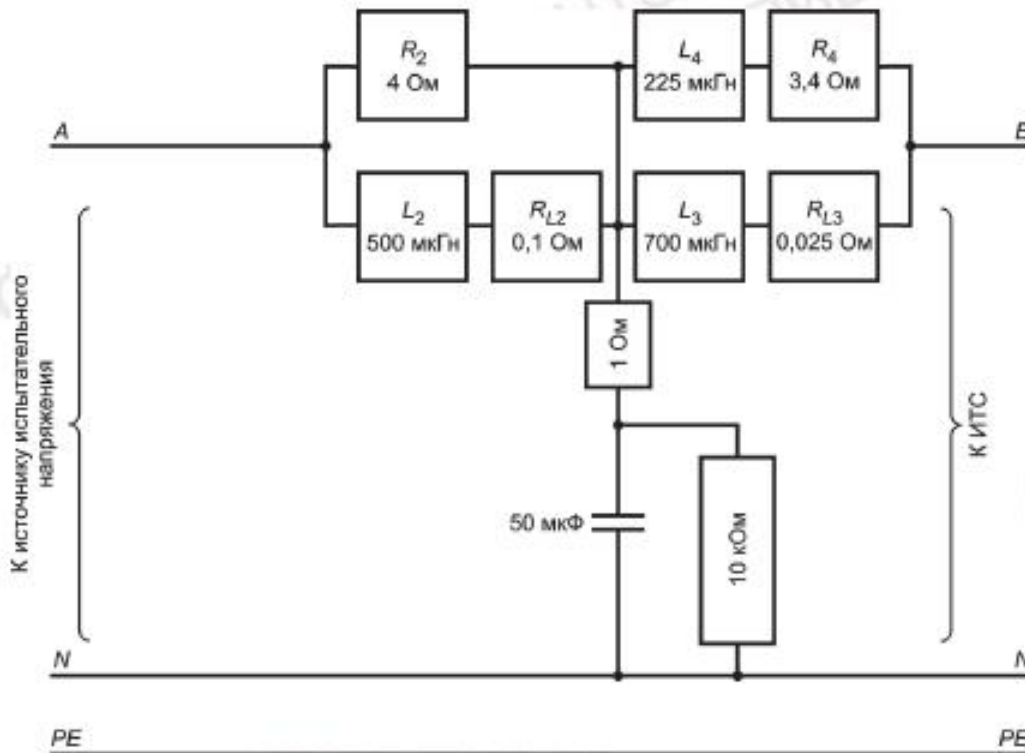 R2
4 Ом
L4
225 мкГн
R4
3,4 Ом
A
L2
500 мкГн
RL2
0,1 Ом
L3
700 мкГн
RL3
0,025 Ом
К источнику испытательного
напряжения
1 Ом
К ИТС
50 мкФ
10 кОм
N
N
PE
PE